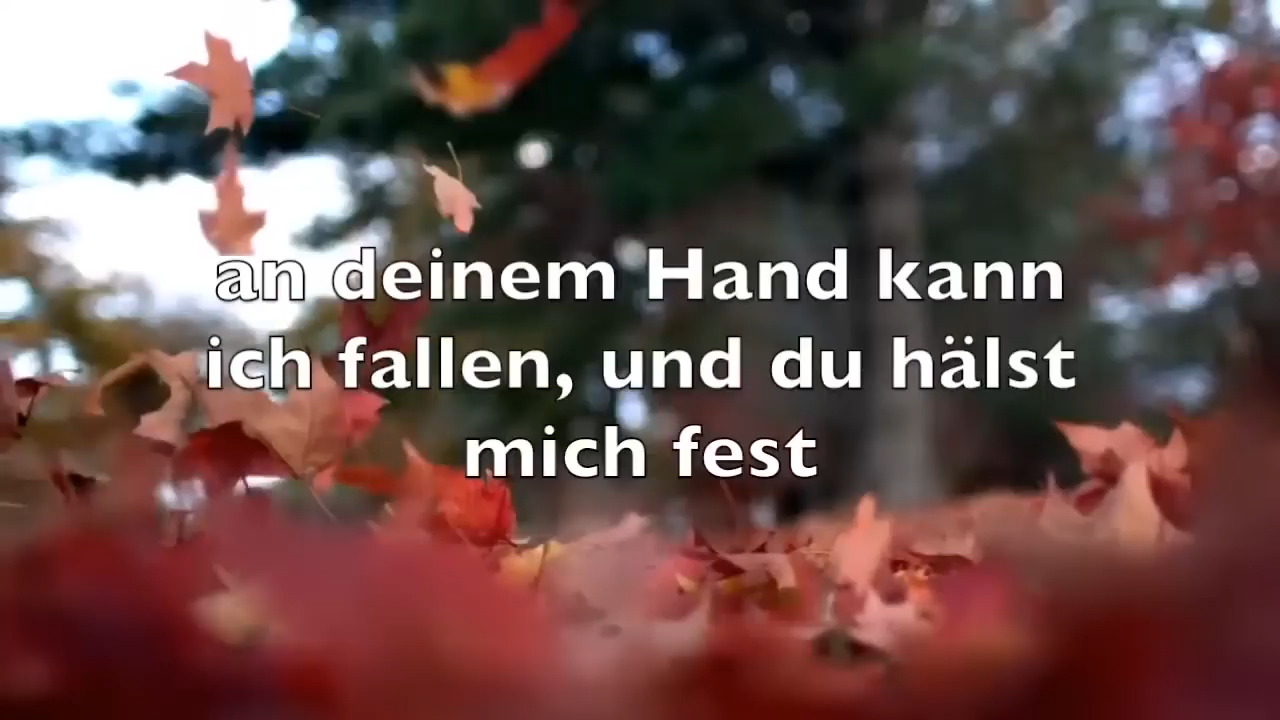 an deinem Hand kann
ich fallen, und du hälst
mich fest